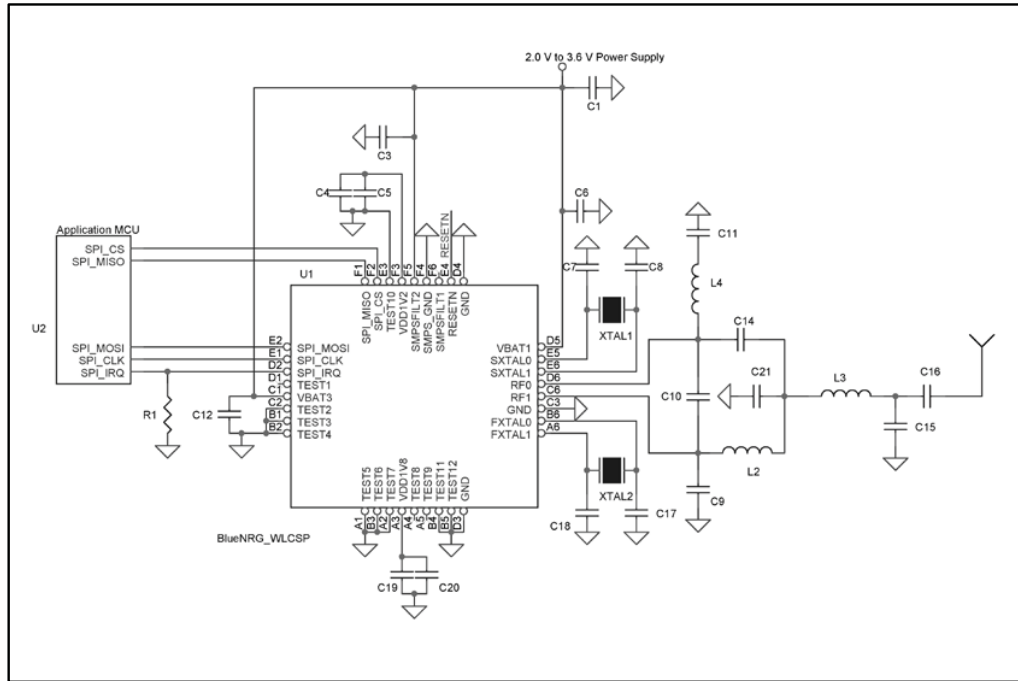 2.0 V to 3.6 V Power Supply
C1
C3
C4
C5
C6
C11
Application MCU
SPI_CS
SPI_MISO
RESETN
C7
C8
L4
U1
F1 F2 E3 F3 F5 F4 F6 E4 D4
SPI_MISO
SPI_CS
TEST10
VDD1V2
SMPSFILT2
SMPS_GND
SMPSFILT1
RESETN
GND
U2
XTAL1
C14
SPI_MOSI
SPI_CLK
SPI_IRQ
E2 SPI_MOSI
E1 SPI_CLK
D2 SPI_IRQ
D1 TEST1
C1 VBAT3
C2 TEST2
B1 TEST3
B2 TEST4
VBAT1 D5
SXTAL0 E5
SXTAL1 E6
RF0 D6
RF1 C6
GND C3
FXTAL0 B6
FXTAL1 A6
R1
C12
C10
C21
L3
C16
C15
L2
XTAL2
C9
C18
C17
TEST5
TEST6
TEST7
VDD1V8
TEST8
TEST9
TEST11
TEST12
GND
A1 B3 A2 A3 A4 A5 B4 B5 D3
BlueNRG_WLCSP
C19
C20